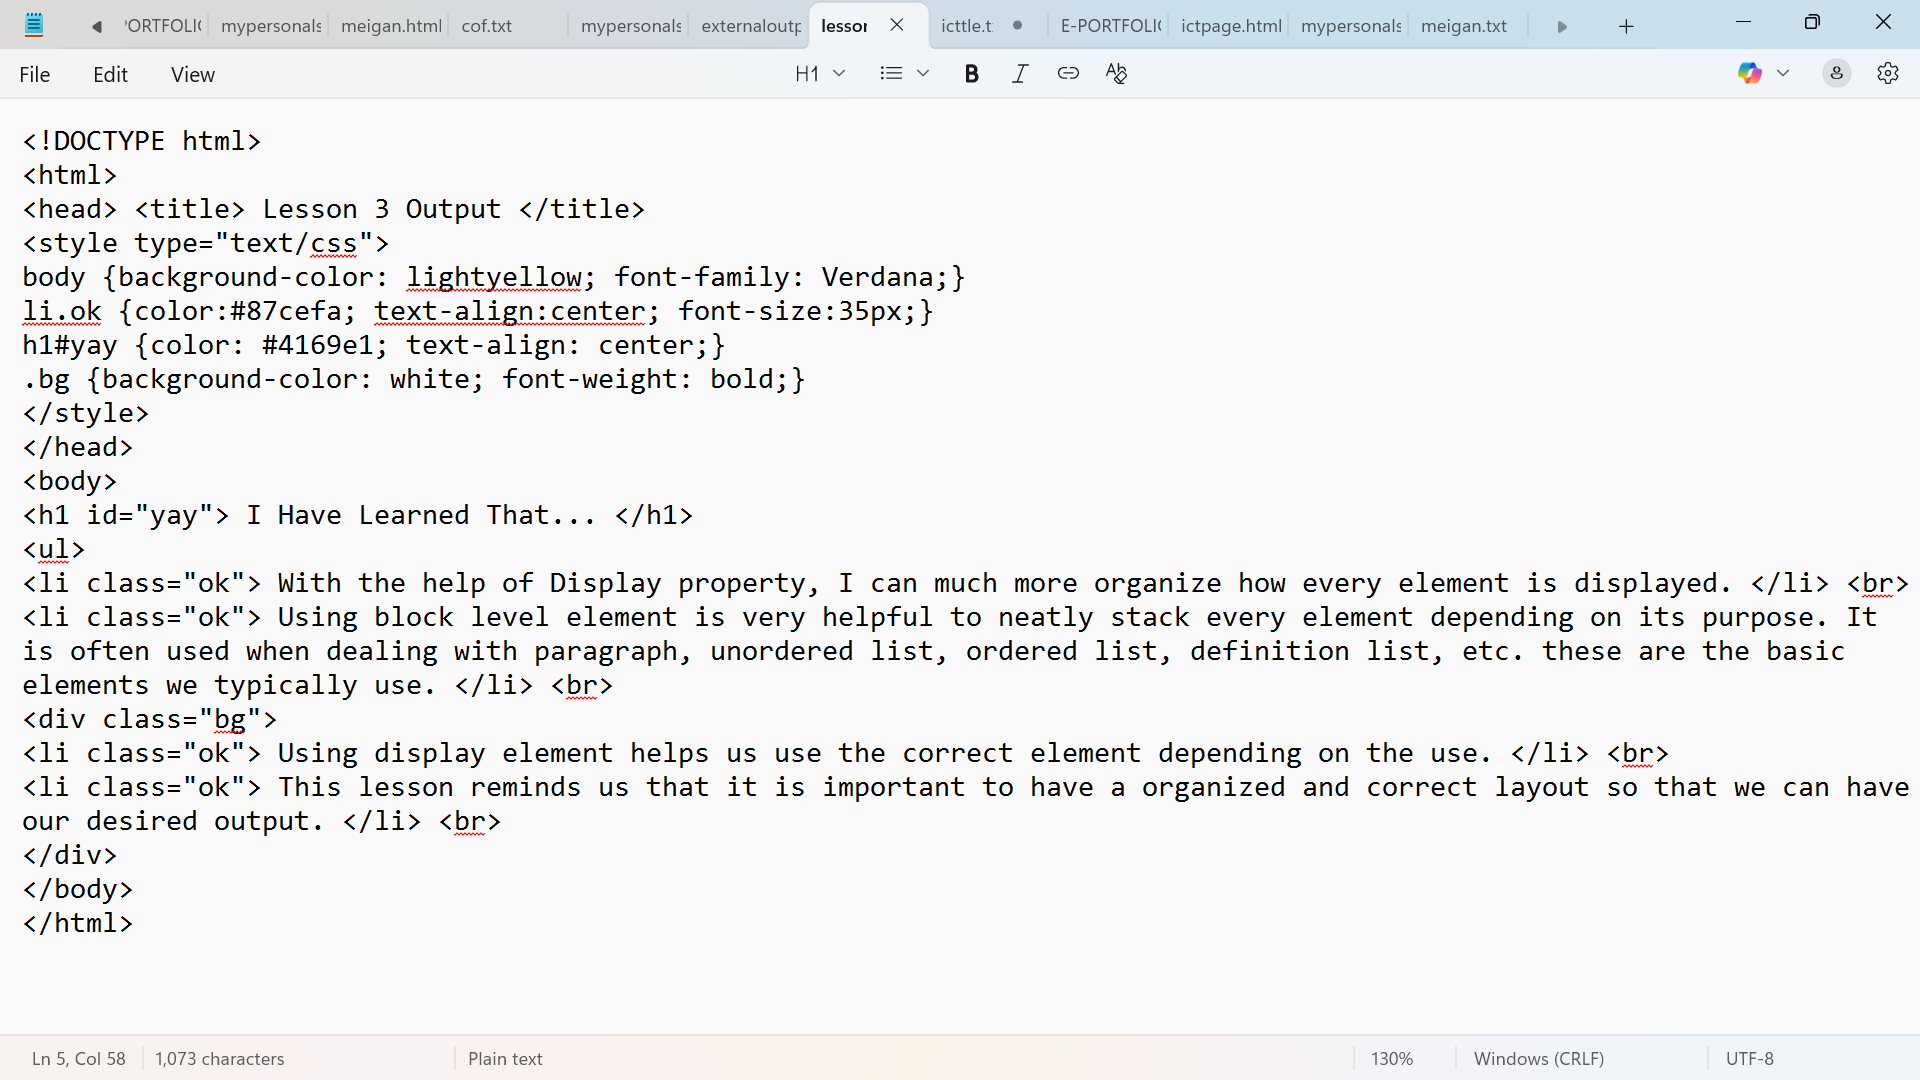 PORTFOLIO mypersonals meigan.html cof.txt mypersonals externaloutp lesson icttle.t E-PORTFOLIO ictpage.html mypersonals meigan.txt
File Edit View H1 B I
<!DOCTYPE html>
<html>
<head> <title> Lesson 3 Output </title>
<style type="text/css">
body {background-color: lightyellow; font-family: Verdana;}
li.ok {color:#87cefa; text-align:center; font-size:35px;}
h1#yay {color: #4169e1; text-align: center;}
.bg {background-color: white; font-weight: bold;}
</style>
</head>
<body>
<h1 id="yay"> I Have Learned That... </h1>
<ul>
<li class="ok"> With the help of Display property, I can much more organize how every element is displayed. </li> <br>
<li class="ok"> Using block level element is very helpful to neatly stack every element depending on its purpose. It
is often used when dealing with paragraph, unordered list, ordered list, definition list, etc. these are the basic
elements we typically use. </li> <br>
<div class="bg">
<li class="ok"> Using display element helps us use the correct element depending on the use. </li> <br>
<li class="ok"> This lesson reminds us that it is important to have a organized and correct layout so that we can have
our desired output. </li> <br>
</div>
</body>
</html>
Ln 5, Col 58 1,073 characters Plain text 130% Windows (CRLF) UTF-8